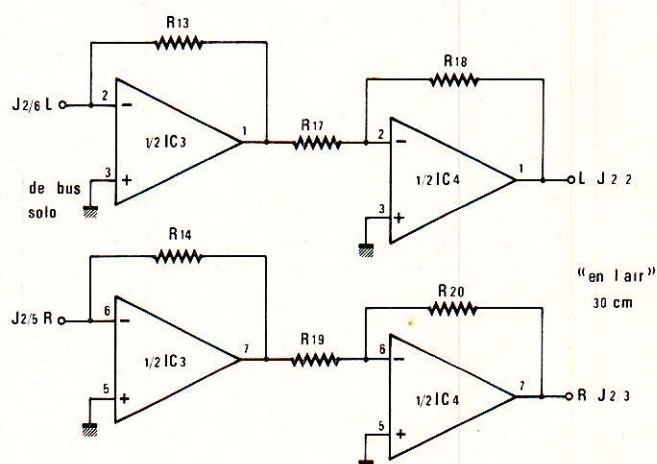 R13
R18
J2/6 L
2
-
1/2 IC3
1
R17
2
-
1/2 IC4
1
L J2 2
3
+
de bus
solo
3
+
R14
R20
"en l air"
30 cm
J2/5 R
6
-
1/2 IC3
7
R19
6
-
1/2 IC4
7
R J2 3
5
+
5
+